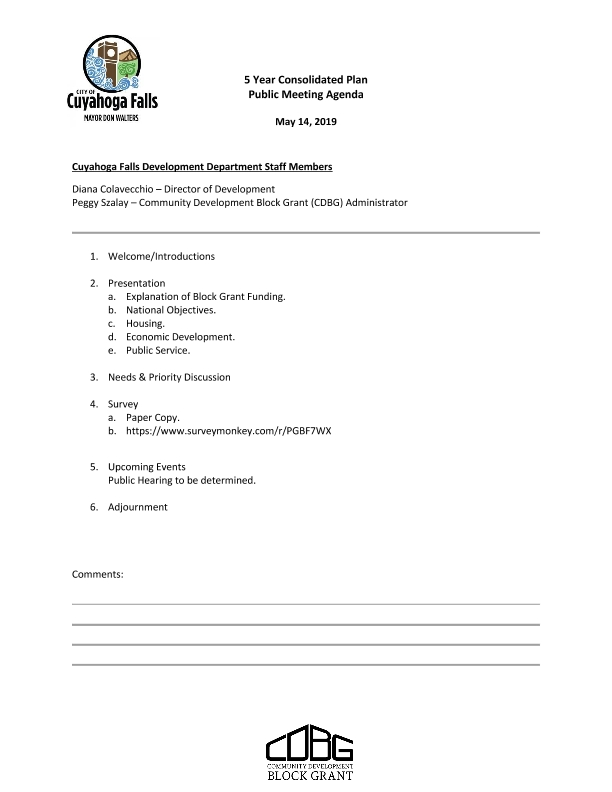 CITY OF
Cuyahoga Falls
MAYOR DON WALTERS
5 Year Consolidated Plan
Public Meeting Agenda
May 14, 2019
Cuyahoga Falls Development Department Staff Members
Diana Colavecchio – Director of Development
Peggy Szalay – Community Development Block Grant (CDBG) Administrator
1. Welcome/Introductions
2. Presentation
a. Explanation of Block Grant Funding.
b. National Objectives.
c. Housing.
d. Economic Development.
e. Public Service.
3. Needs & Priority Discussion
4. Survey
a. Paper Copy.
b. https://www.surveymonkey.com/r/PGBF7WX
5. Upcoming Events
Public Hearing to be determined.
6. Adjournment
Comments:
CDBG
COMMUNITY DEVELOPMENT
BLOCK GRANT